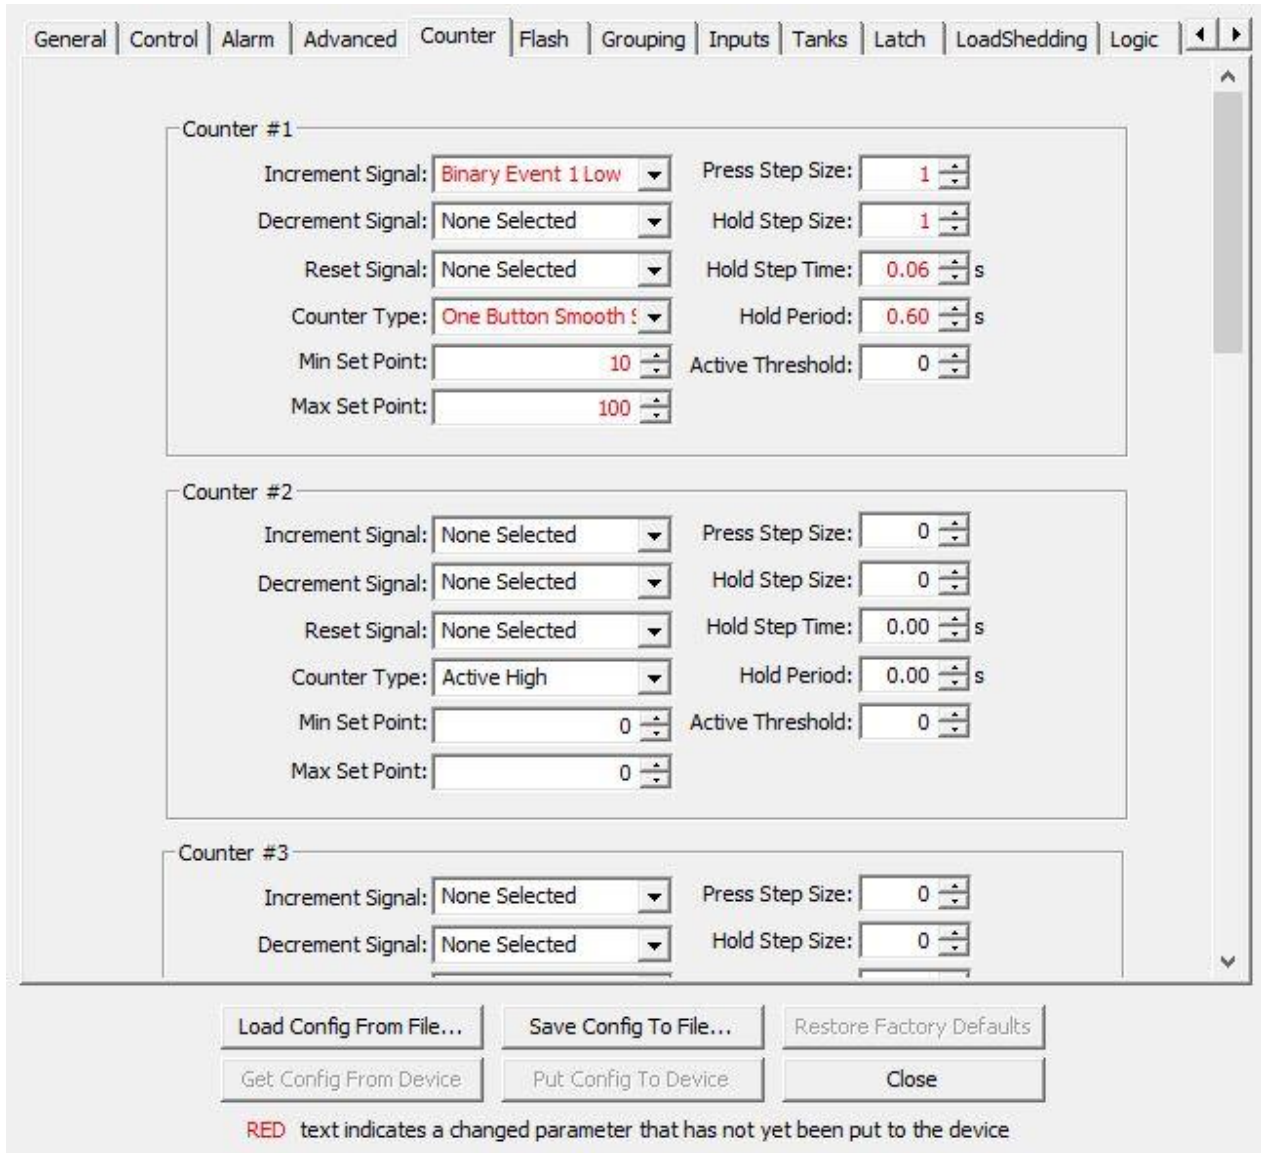 General Control Alarm Advanced Counter Flash Grouping Inputs Tanks Latch LoadShedding Logic
Counter #1
Increment Signal: Binary Event 1 Low Press Step Size: 1
Decrement Signal: None Selected Hold Step Size: 1
Reset Signal: None Selected Hold Step Time: 0.06 s
Counter Type: One Button Smooth S Hold Period: 0.60 s
Min Set Point: 10 Active Threshold: 0
Max Set Point: 100
Counter #2
Increment Signal: None Selected Press Step Size: 0
Decrement Signal: None Selected Hold Step Size: 0
Reset Signal: None Selected Hold Step Time: 0.00 s
Counter Type: Active High Hold Period: 0.00 s
Min Set Point: 0 Active Threshold: 0
Max Set Point: 0
Counter #3
Increment Signal: None Selected Press Step Size: 0
Decrement Signal: None Selected Hold Step Size: 0
Load Config From File... Save Config To File... Restore Factory Defaults
Get Config From Device Put Config To Device Close
RED text indicates a changed parameter that has not yet been put to the device